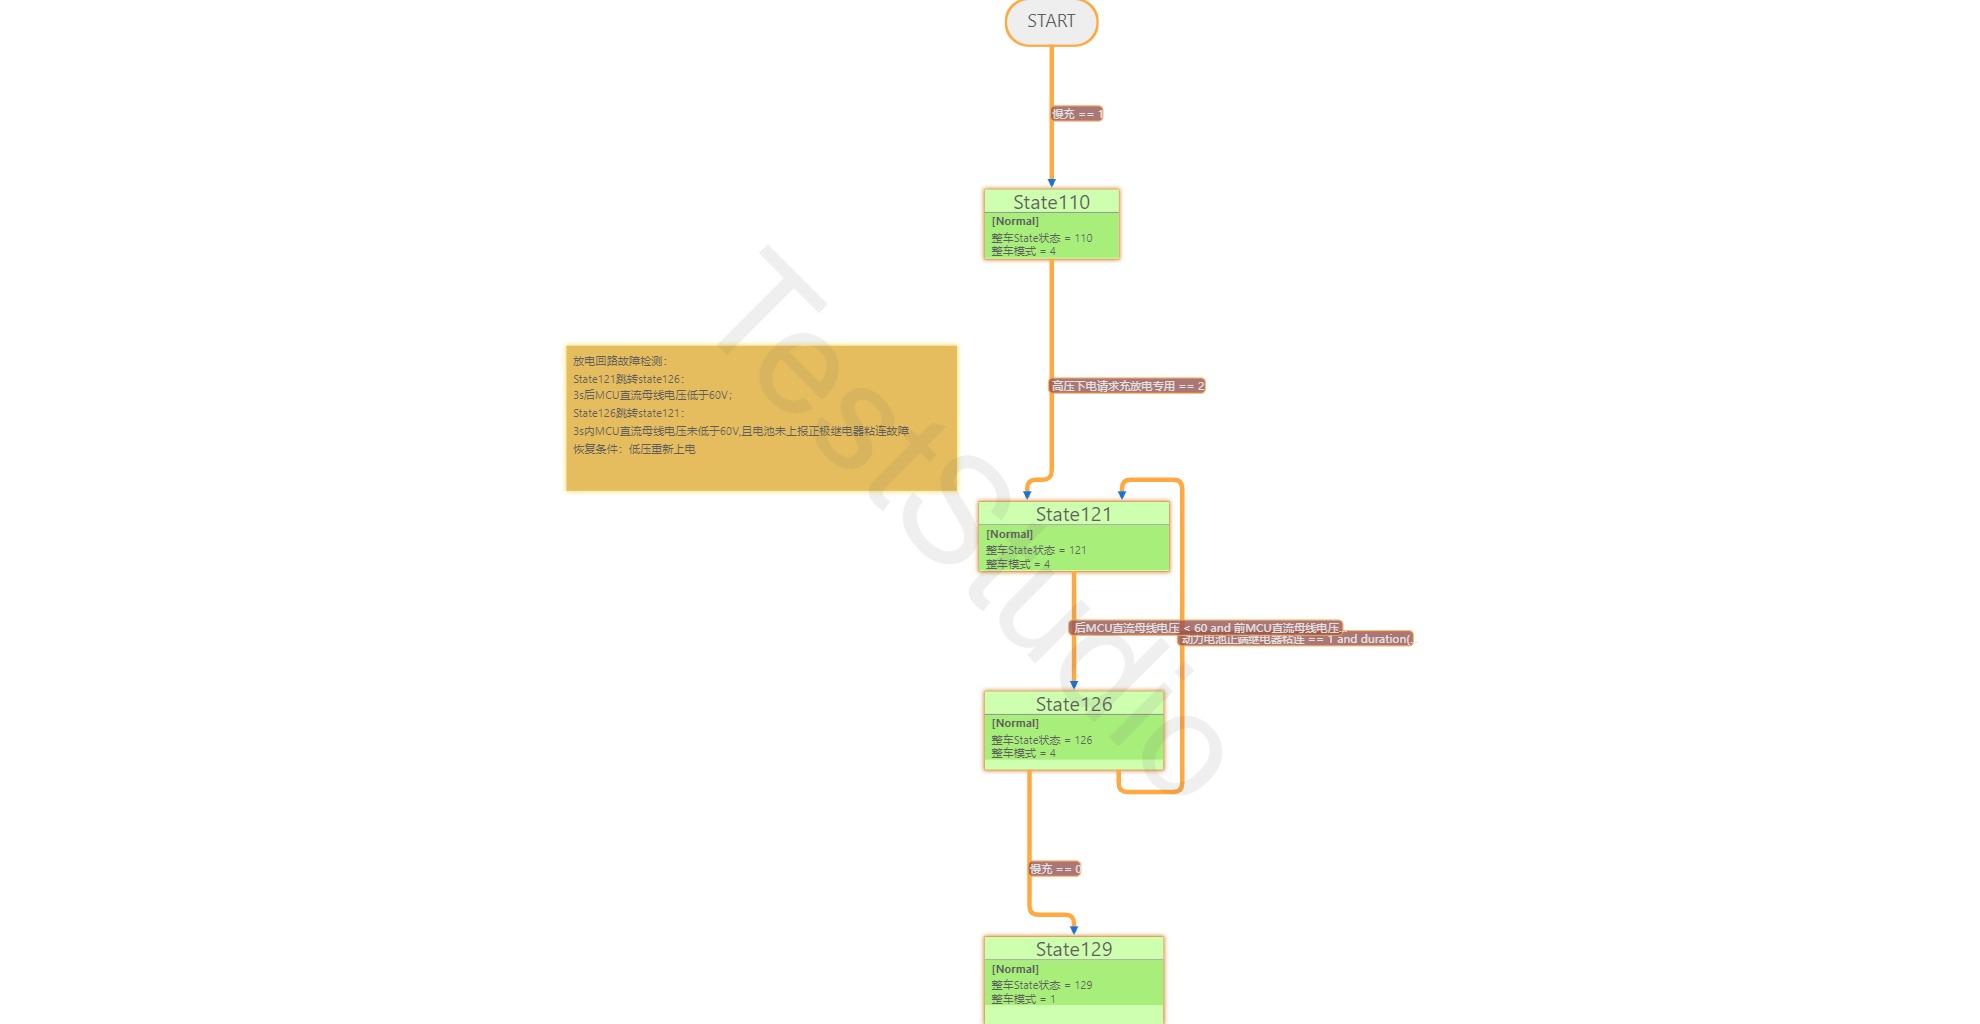 START
慢充 == 1
State110
[Normal]
整车State状态 = 110
整车模式 = 4
放电回路故障检测：
State121跳转state126：
3s后MCU直流母线电压低于60V；
State126跳转state121：
3s内MCU直流母线电压未低于60V,且电池未上报正极继电器粘连故障
恢复条件：低压重新上电
高压下电请求充放电专用 == 2
State121
[Normal]
整车State状态 = 121
整车模式 = 4
后MCU直流母线电压 < 60 and 前MCU直流母线电压
动力电池正端继电器粘连 == 1 and duration(...
State126
[Normal]
整车State状态 = 126
整车模式 = 4
慢充 == 0
State129
[Normal]
整车State状态 = 129
整车模式 = 1
TestStudio